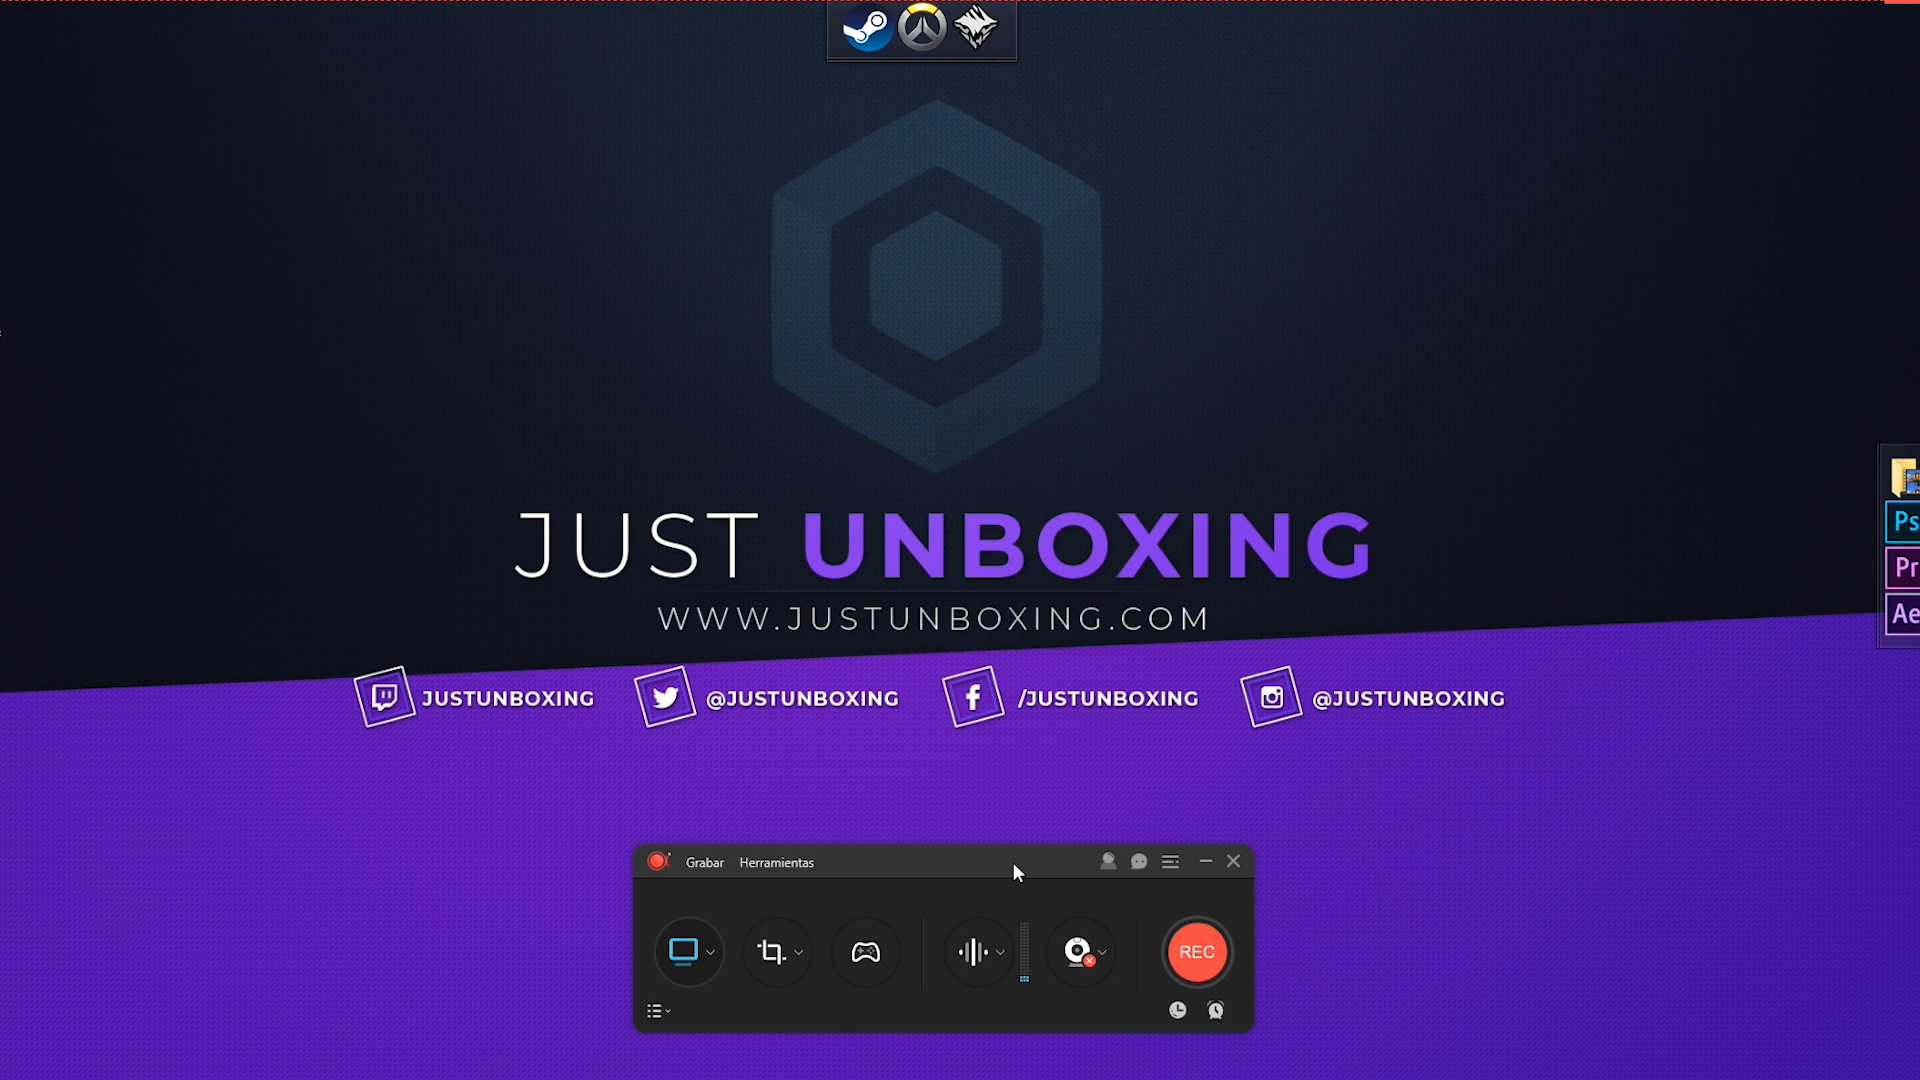 JUST UNBOXING
WWW.JUSTUNBOXING.COM
JUSTUNBOXING
@JUSTUNBOXING
/JUSTUNBOXING
@JUSTUNBOXING
Ps
Pr
Ae
Grabar Herramientas
REC